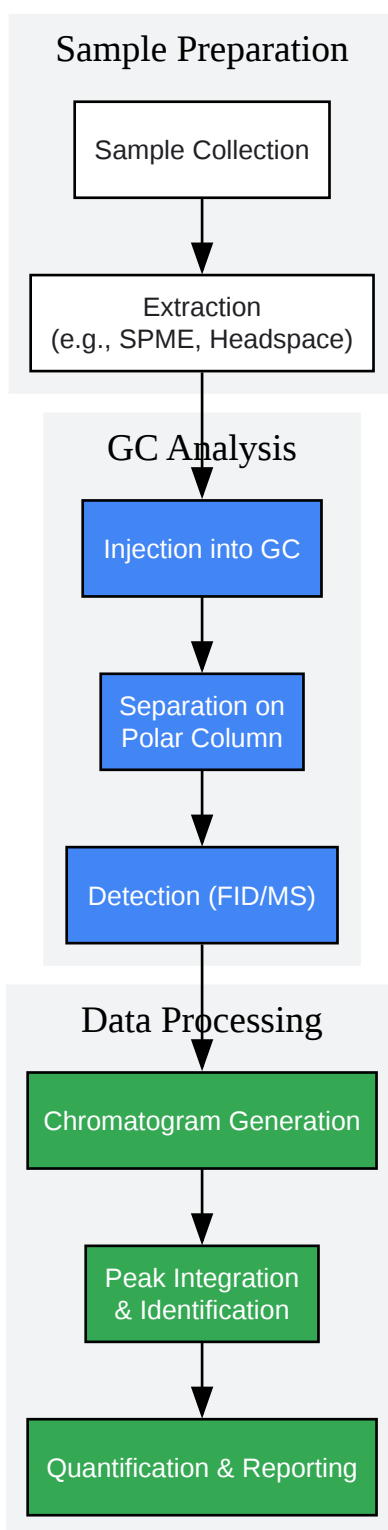 Sample Preparation
Sample Collection
Extraction
(e.g., SPME, Headspace)
GC Analysis
Injection into GC
Separation on
Polar Column
Detection (FID/MS)
Data Processing
Chromatogram Generation
Peak Integration
& Identification
Quantification & Reporting